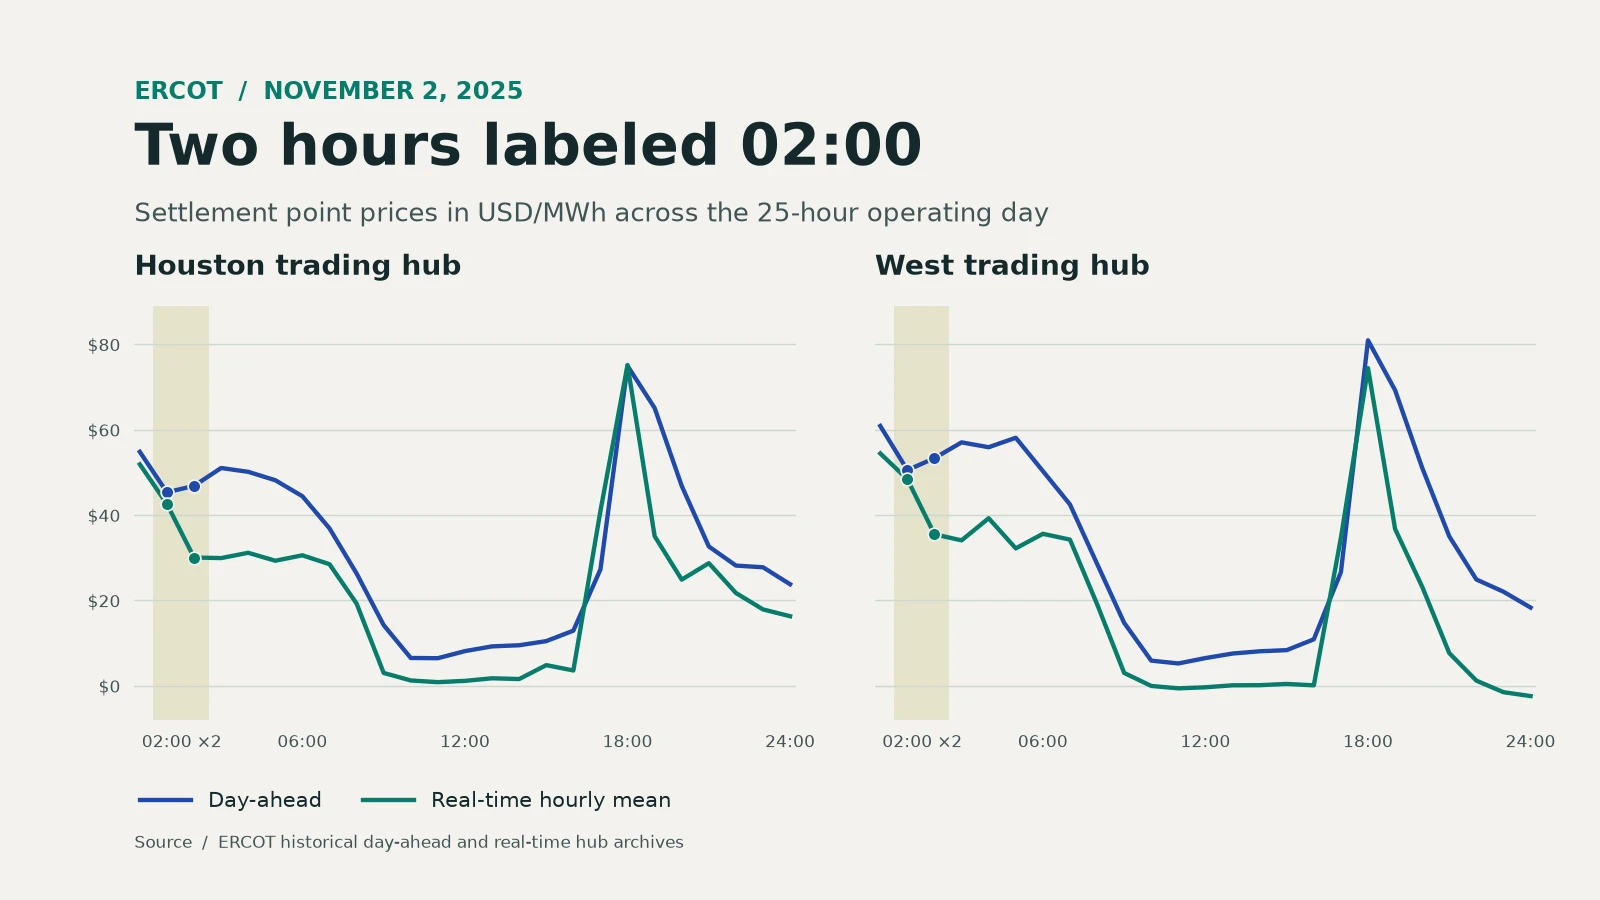 ERCOT / NOVEMBER 2, 2025
Two hours labeled 02:00
Settlement point prices in USD/MWh across the 25-hour operating day
Houston trading hub
$80
$60
$40
$20
$0
02:00 ×2 06:00 12:00 18:00 24:00
West trading hub
02:00 ×2 06:00 12:00 18:00 24:00
Day-ahead Real-time hourly mean
Source / ERCOT historical day-ahead and real-time hub archives